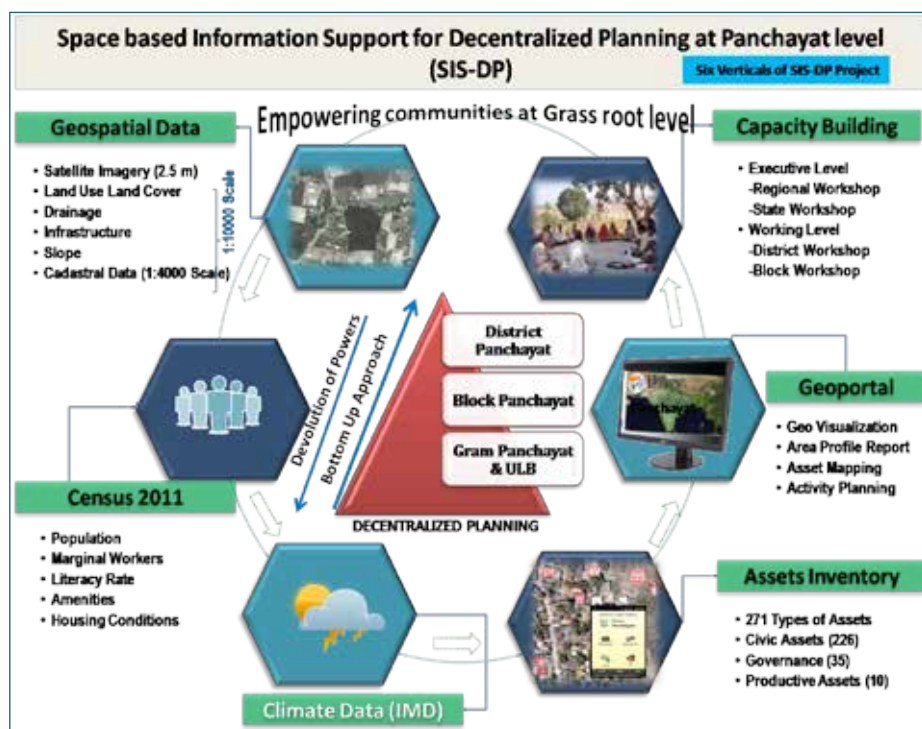 Space based Information Support for Decentralized Planning at Panchayat level
(SIS-DP)
Six Verticals of SIS-DP Project
Empowering communities at Grass root level
Geospatial Data
• Satellite Imagery (2.5 m)
• Land Use Land Cover
• Drainage
• Infrastructure
• Slope
• Cadastral Data (1:4000 Scale)
1:10000 Scale
Capacity Building
• Executive Level
-Regional Workshop
-State Workshop
• Working Level
-District Workshop
-Block Workshop
Devolution of Powers
Bottom Up Approach
District
Panchayat
Block Panchayat
Gram Panchayat
& ULB
DECENTRALIZED PLANNING
Geoportal
• Geo Visualization
• Area Profile Report
• Asset Mapping
• Activity Planning
Census 2011
• Population
• Marginal Workers
• Literacy Rate
• Amenities
• Housing Conditions
Assets Inventory
• 271 Types of Assets
• Civic Assets (226)
• Governance (35)
• Productive Assets (10)
Climate Data (IMD)